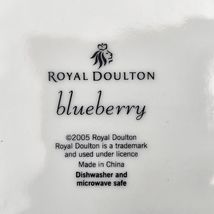 ROYAL DOULTON
blueberry
©2005 Royal Doulton
Royal Doulton is a trademark
and used under licence
Made in China
Dishwasher and
microwave safe